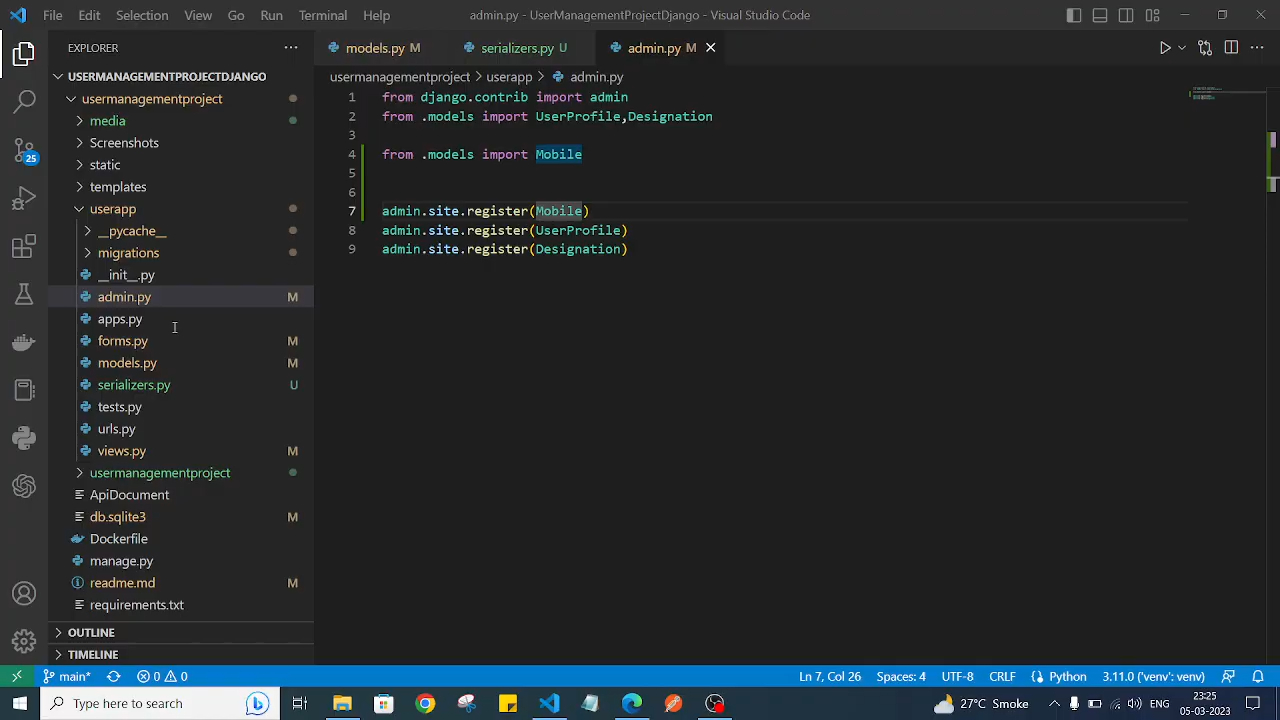 File Edit Selection View Go Run Terminal Help admin.py - UserManagementProjectDjango - Visual Studio Code
EXPLORER
USERMANAGEMENTPROJECTDJANGO
usermanagementproject
media
Screenshots
static
templates
userapp
__pycache__
migrations
__init__.py
admin.py M
apps.py
forms.py M
models.py M
serializers.py U
tests.py
urls.py
views.py M
usermanagementproject
ApiDocument
db.sqlite3 M
Dockerfile
manage.py
readme.md M
requirements.txt
OUTLINE
TIMELINE
25
models.py M serializers.py U admin.py M
usermanagementproject > userapp > admin.py
1 from django.contrib import admin
2 from .models import UserProfile,Designation
3
4 from .models import Mobile
5
6
7 admin.site.register(Mobile)
8 admin.site.register(UserProfile)
9 admin.site.register(Designation)
main* 0 0 Ln 7, Col 26 Spaces: 4 UTF-8 CRLF Python 3.11.0 ('venv': venv)
Type here to search 27°C Smoke ENG 23:25
05-03-2023